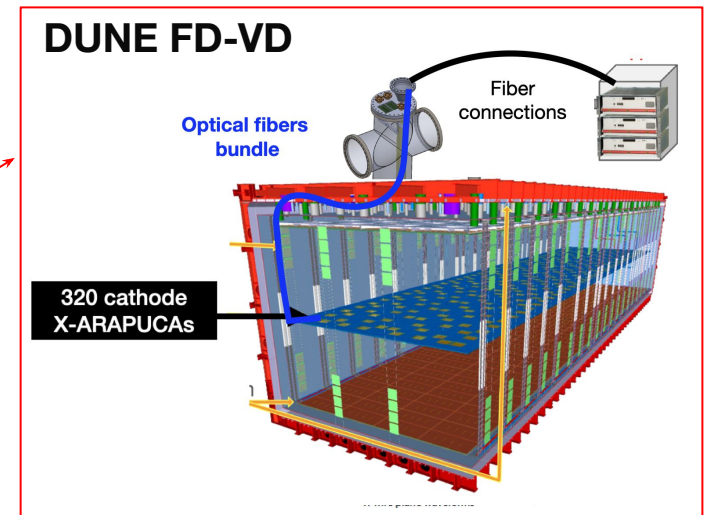 DUNE FD-VD
Fiber
connections
Optical fibers
bundle
320 cathode
X-ARAPUCAs